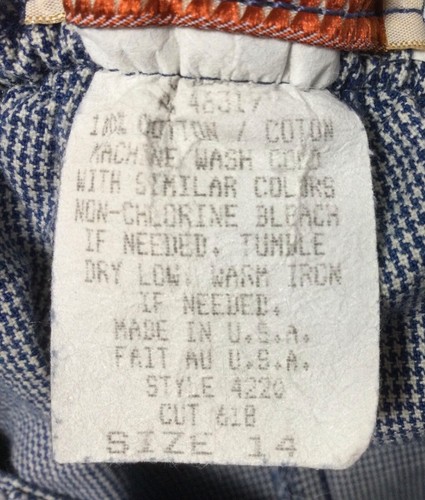 46317
100% COTTON / COTON
MACHINE WASH COLD
WITH SIMILAR COLORS
NON-CHLORINE BLEACH
IF NEEDED. TUMBLE
DRY LOW. WARM IRON
IF NEEDED.
MADE IN U.S.A.
FAIT AU U.S.A.
STYLE 4220
CUT 618
SIZE 14